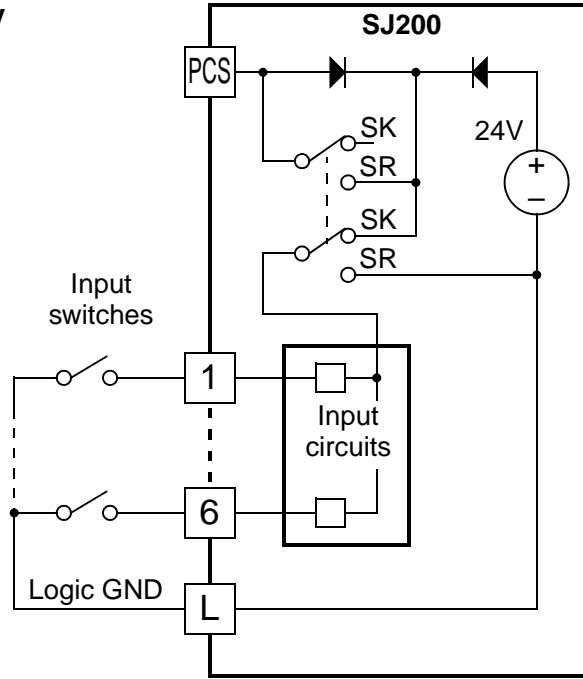 SJ200
PCS
SK
24V
+
SR
–
SK
SR
Input
switches
1
Input
circuits
6
Logic GND
L